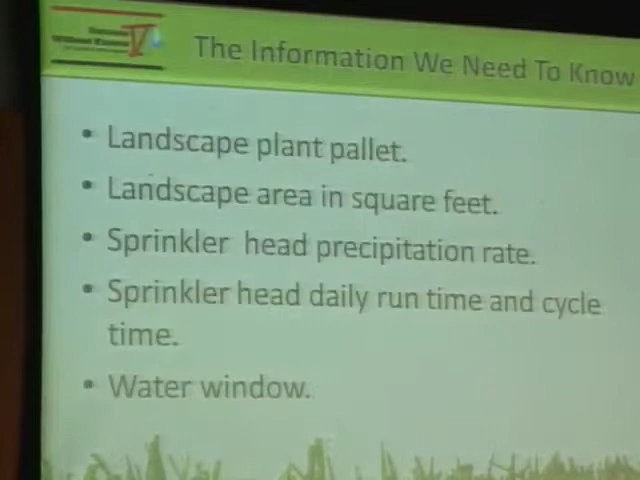 The Information We Need To Know
• Landscape plant pallet.
• Landscape area in square feet.
• Sprinkler head precipitation rate.
• Sprinkler head daily run time and cycle
time.
• Water window.